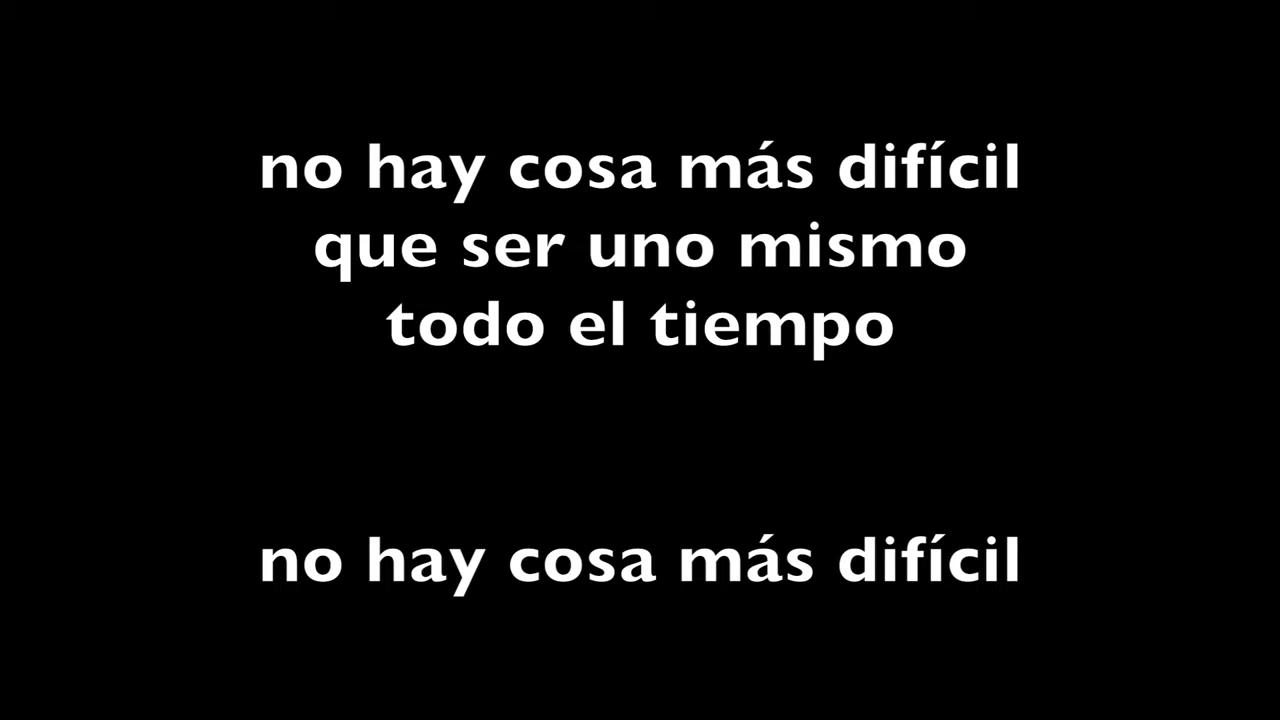 no hay cosa más difícil
que ser uno mismo
todo el tiempo
no hay cosa más difícil